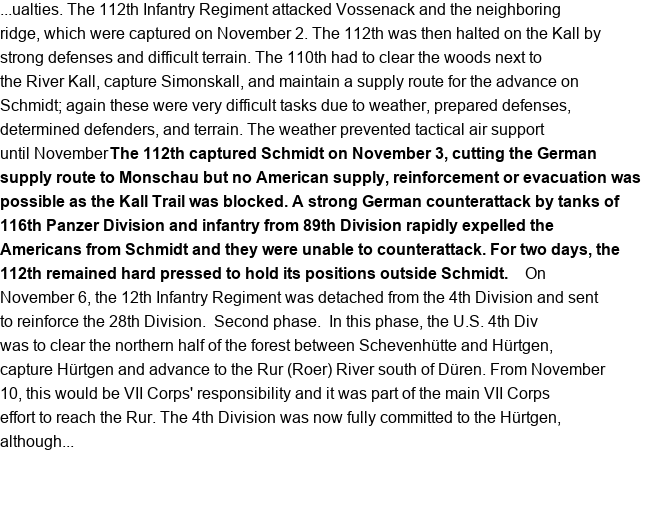 ...ualties. The 112th Infantry Regiment attacked Vossenack and the neighboring
ridge, which were captured on November 2. The 112th was then halted on the Kall by
strong defenses and difficult terrain. The 110th had to clear the woods next to
the River Kall, capture Simonskall, and maintain a supply route for the advance on
Schmidt; again these were very difficult tasks due to weather, prepared defenses,
determined defenders, and terrain. The weather prevented tactical air support
until November The 112th captured Schmidt on November 3, cutting the German
supply route to Monschau but no American supply, reinforcement or evacuation was
possible as the Kall Trail was blocked. A strong German counterattack by tanks of
116th Panzer Division and infantry from 89th Division rapidly expelled the
Americans from Schmidt and they were unable to counterattack. For two days, the
112th remained hard pressed to hold its positions outside Schmidt. On
November 6, the 12th Infantry Regiment was detached from the 4th Division and sent
to reinforce the 28th Division. Second phase. In this phase, the U.S. 4th Div
was to clear the northern half of the forest between Schevenhütte and Hürtgen,
capture Hürtgen and advance to the Rur (Roer) River south of Düren. From November
10, this would be VII Corps' responsibility and it was part of the main VII Corps
effort to reach the Rur. The 4th Division was now fully committed to the Hürtgen,
although...